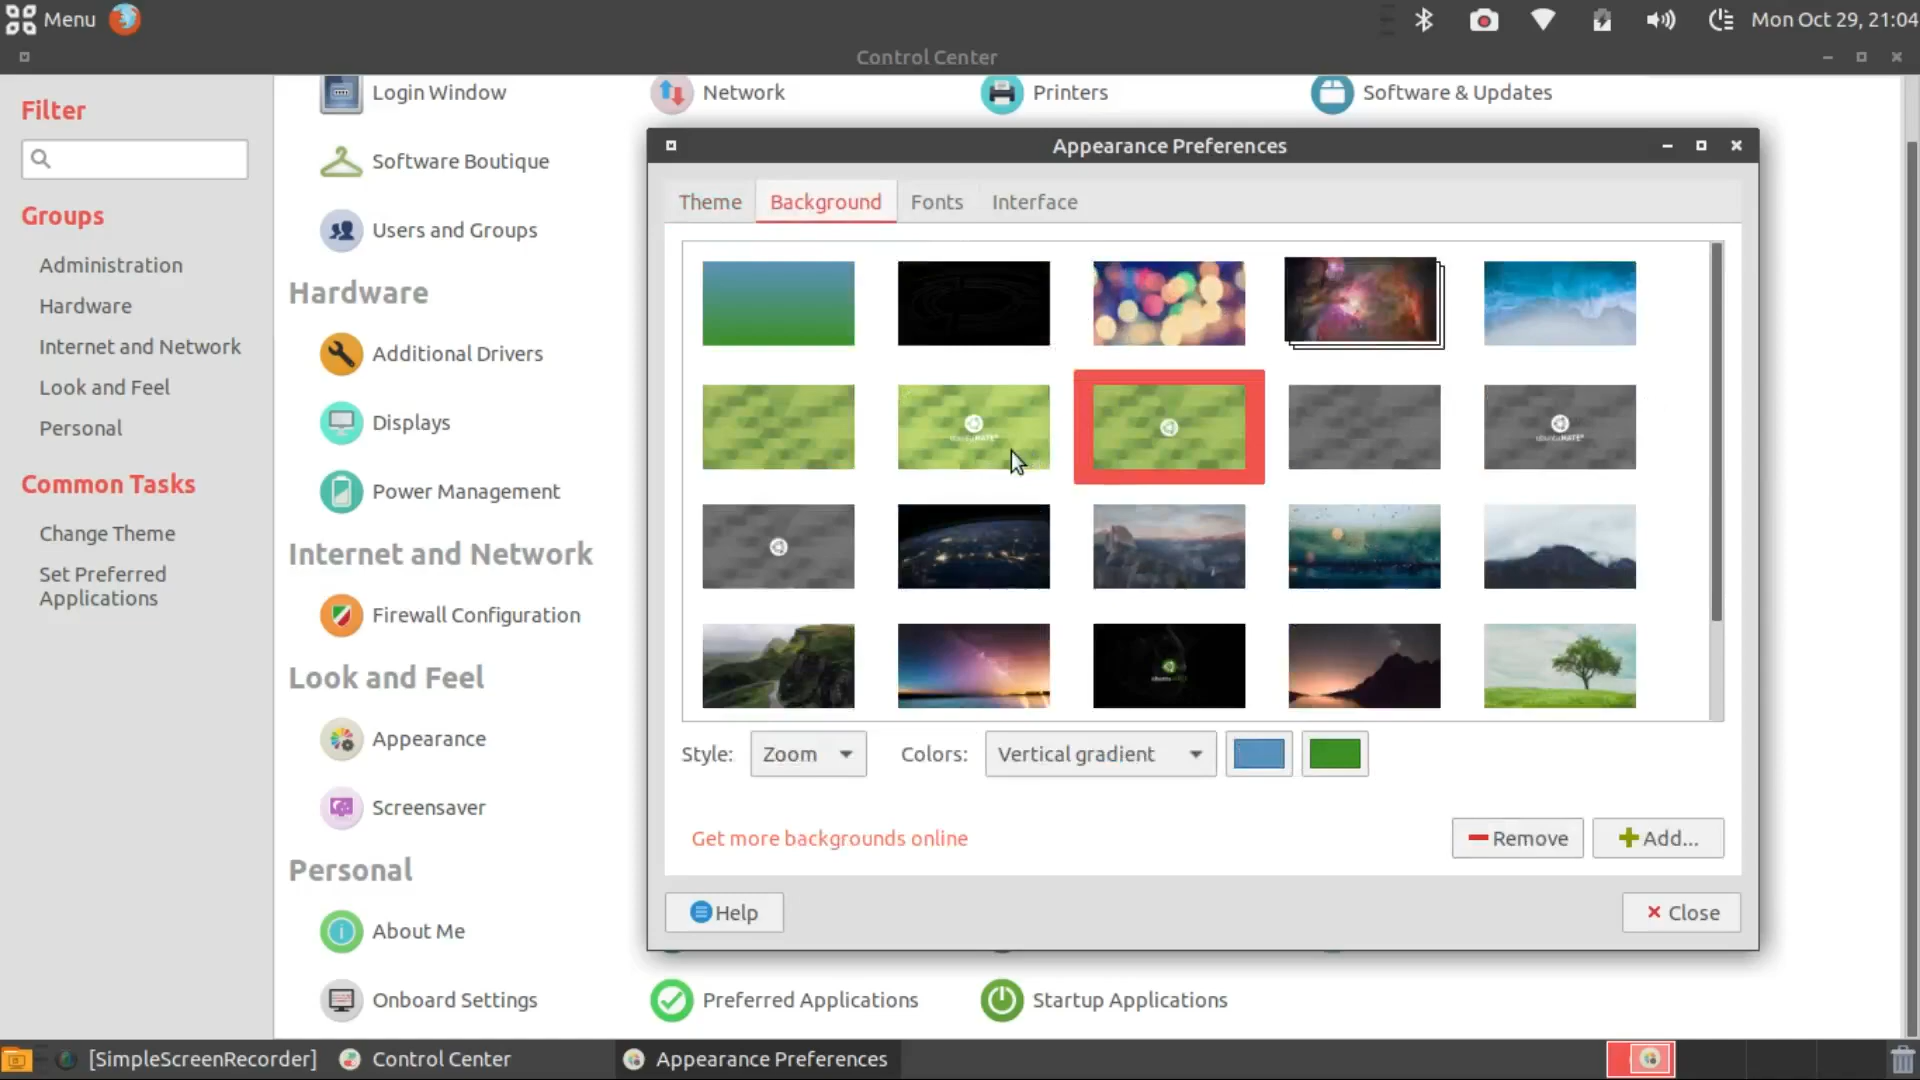 Menu
Mon Oct 29, 21:04
Control Center
Filter
Groups
Administration
Hardware
Internet and Network
Look and Feel
Personal
Common Tasks
Change Theme
Set Preferred
Applications
Login Window
Network
Printers
Software & Updates
Software Boutique
Users and Groups
Hardware
Additional Drivers
Displays
Power Management
Internet and Network
Firewall Configuration
Look and Feel
Appearance
Screensaver
Personal
About Me
Onboard Settings
Preferred Applications
Startup Applications
Appearance Preferences
Theme
Background
Fonts
Interface
Style:
Zoom
Colors:
Vertical gradient
Get more backgrounds online
Remove
Add...
Help
Close
[SimpleScreenRecorder]
Control Center
Appearance Preferences